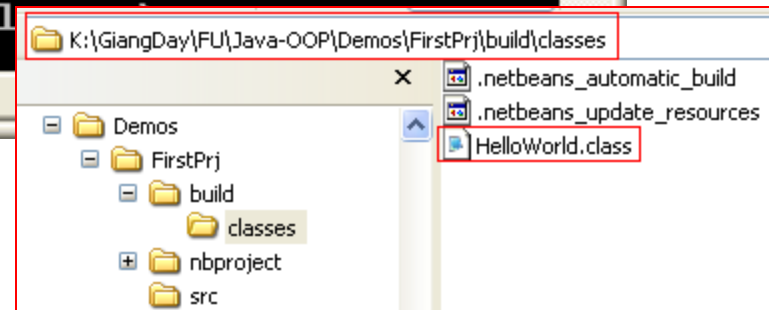 K:\GiangDay\FU\Java-OOP\Demos\FirstPrj\build\classes
.netbeans_automatic_build
.netbeans_update_resources
HelloWorld.class
Demos
FirstPrj
build
classes
nbproject
src